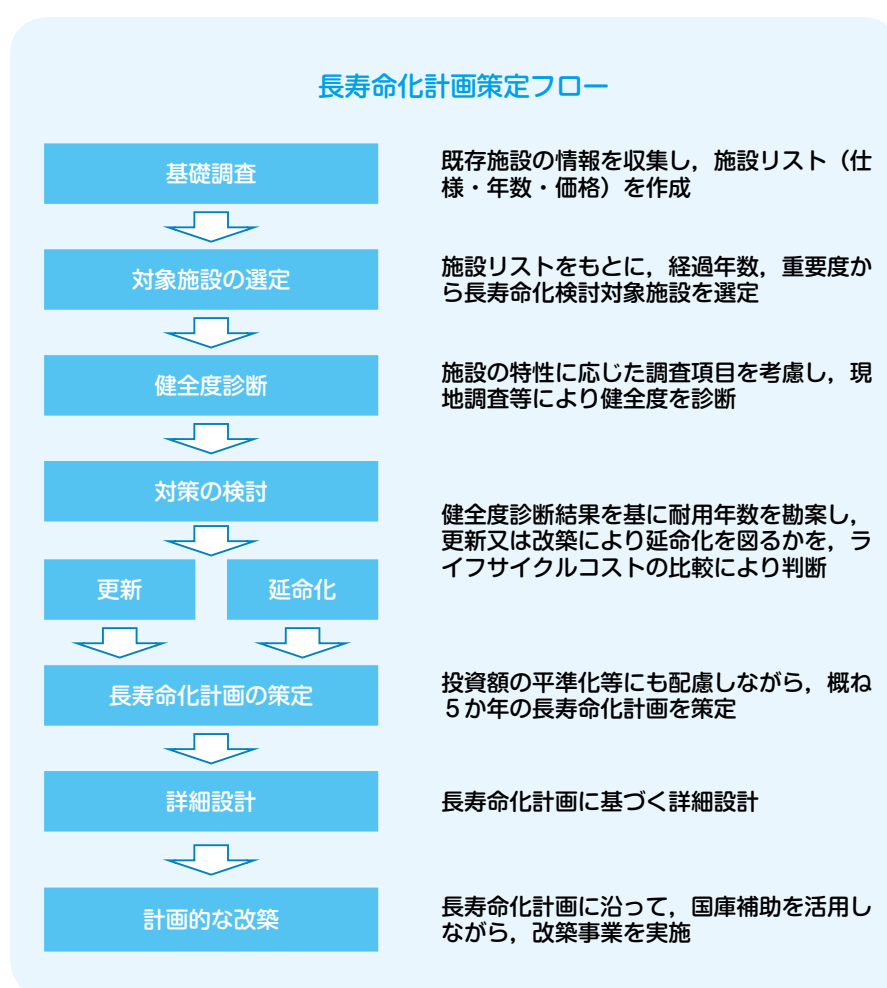 長寿命化計画策定フロー
基礎調査
既存施設の情報を収集し，施設リスト（仕
様・年数・価格）を作成
対象施設の選定
施設リストをもとに，経過年数，重要度か
ら長寿命化検討対象施設を選定
健全度診断
施設の特性に応じた調査項目を考慮し，現
地調査等により健全度を診断
対策の検討
健全度診断結果を基に耐用年数を勘案し，
更新又は改築により延命化を図るかを，ラ
イフサイクルコストの比較により判断
更新
延命化
長寿命化計画の策定
投資額の平準化等にも配慮しながら，概ね
５か年の長寿命化計画を策定
詳細設計
長寿命化計画に基づく詳細設計
計画的な改築
長寿命化計画に沿って，国庫補助を活用し
ながら，改築事業を実施